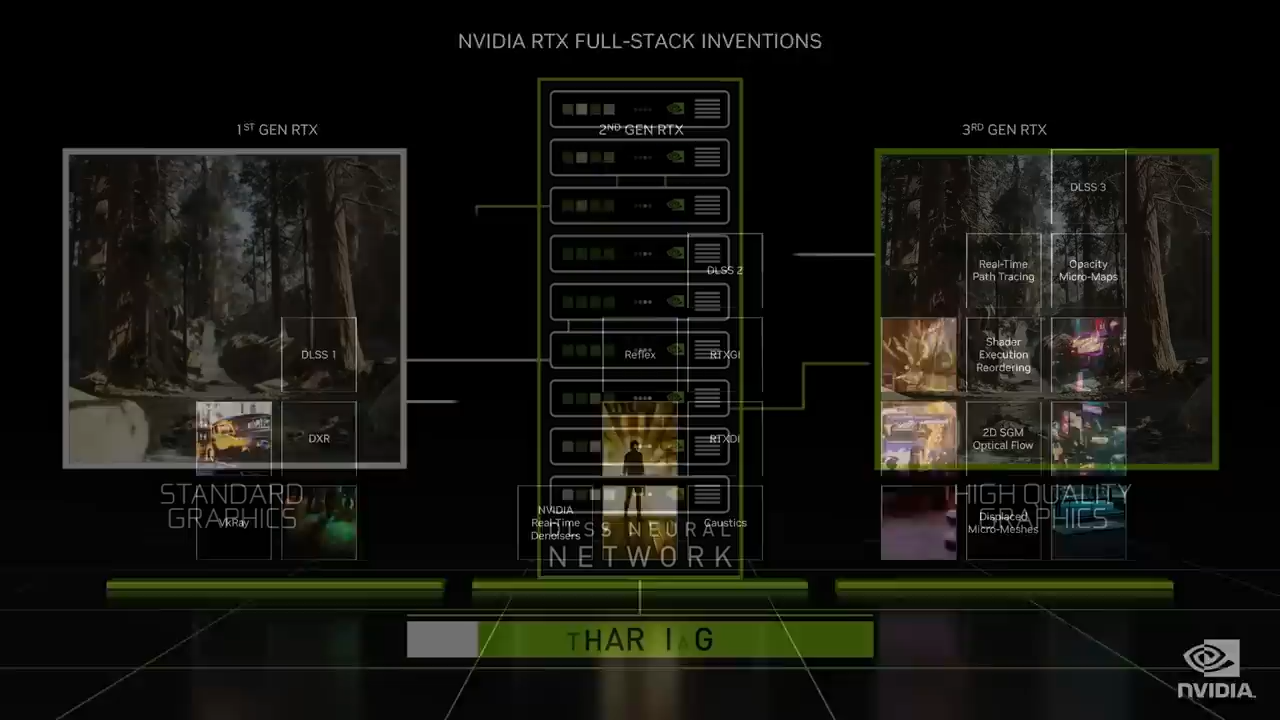 NVIDIA RTX FULL-STACK INVENTIONS
1ST GEN RTX
2ND GEN RTX
3RD GEN RTX
DLSS 3
DLSS 2
Real-Time
Path Tracing
Opacity
Micro-Maps
DLSS 1
Reflex
RTXGI
Shader
Execution
Reordering
DXR
RTXDI
2D SGM
Optical Flow
STANDARD
GRAPHICS
VkRay
NVIDIA
Real-Time
Denoisers
Caustics
NEURAL
NETWORK
HIGH QUALITY
GRAPHICS
Displaced
Micro-Meshes
NVIDIA.